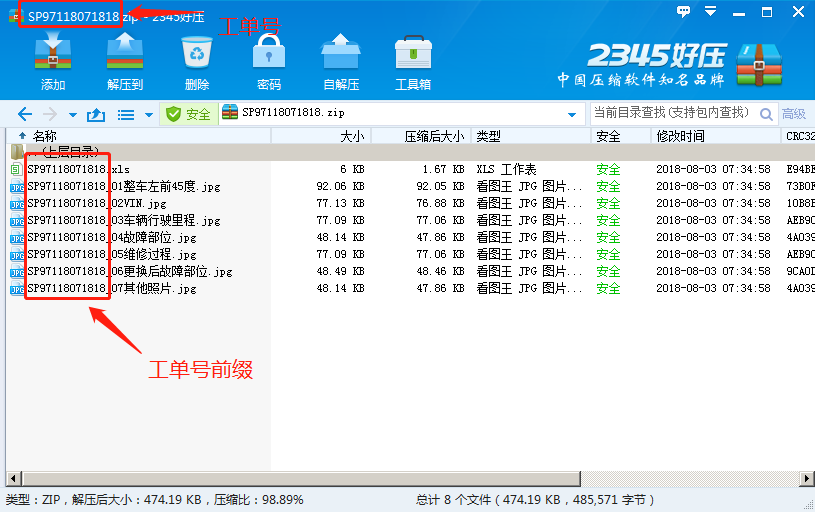 SP97118071818.zip - 2345好压
工单号
添加 解压到 删除 密码 自解压 工具箱
2345好压
中国压缩软件知名品牌
安全 SP97118071818.zip 当前目录查找(支持包内查找) 高级
名称 大小 压缩后大小 类型 安全 修改时间 CRC32
..(上层目录)
SP97118071818.xls 6 KB 1.67 KB XLS 工作表 安全 2018-08-03 07:34:58 E94BE
SP97118071818_01整车左前45度.jpg 92.06 KB 92.05 KB 看图王 JPG 图片... 安全 2018-08-03 07:34:58 73B0F
SP97118071818_02VIN.jpg 77.13 KB 76.88 KB 看图王 JPG 图片... 安全 2018-08-03 07:34:58 10B8E
SP97118071818_03车辆行驶里程.jpg 77.09 KB 77.06 KB 看图王 JPG 图片... 安全 2018-08-03 07:34:58 AEB9C
SP97118071818_04故障部位.jpg 48.14 KB 47.86 KB 看图王 JPG 图片... 安全 2018-08-03 07:34:58 4A039
SP97118071818_05维修过程.jpg 77.09 KB 77.06 KB 看图王 JPG 图片... 安全 2018-08-03 07:34:58 AEB9C
SP97118071818_06更换后故障部位.jpg 48.49 KB 48.46 KB 看图王 JPG 图片... 安全 2018-08-03 07:34:58 9CA0D
SP97118071818_07其他照片.jpg 48.14 KB 47.86 KB 看图王 JPG 图片... 安全 2018-08-03 07:34:58 4A039
工单号前缀
类型：ZIP，解压后大小：474.19 KB，压缩比：98.89% 总计 8 个文件（474.19 KB，485,571 字节）